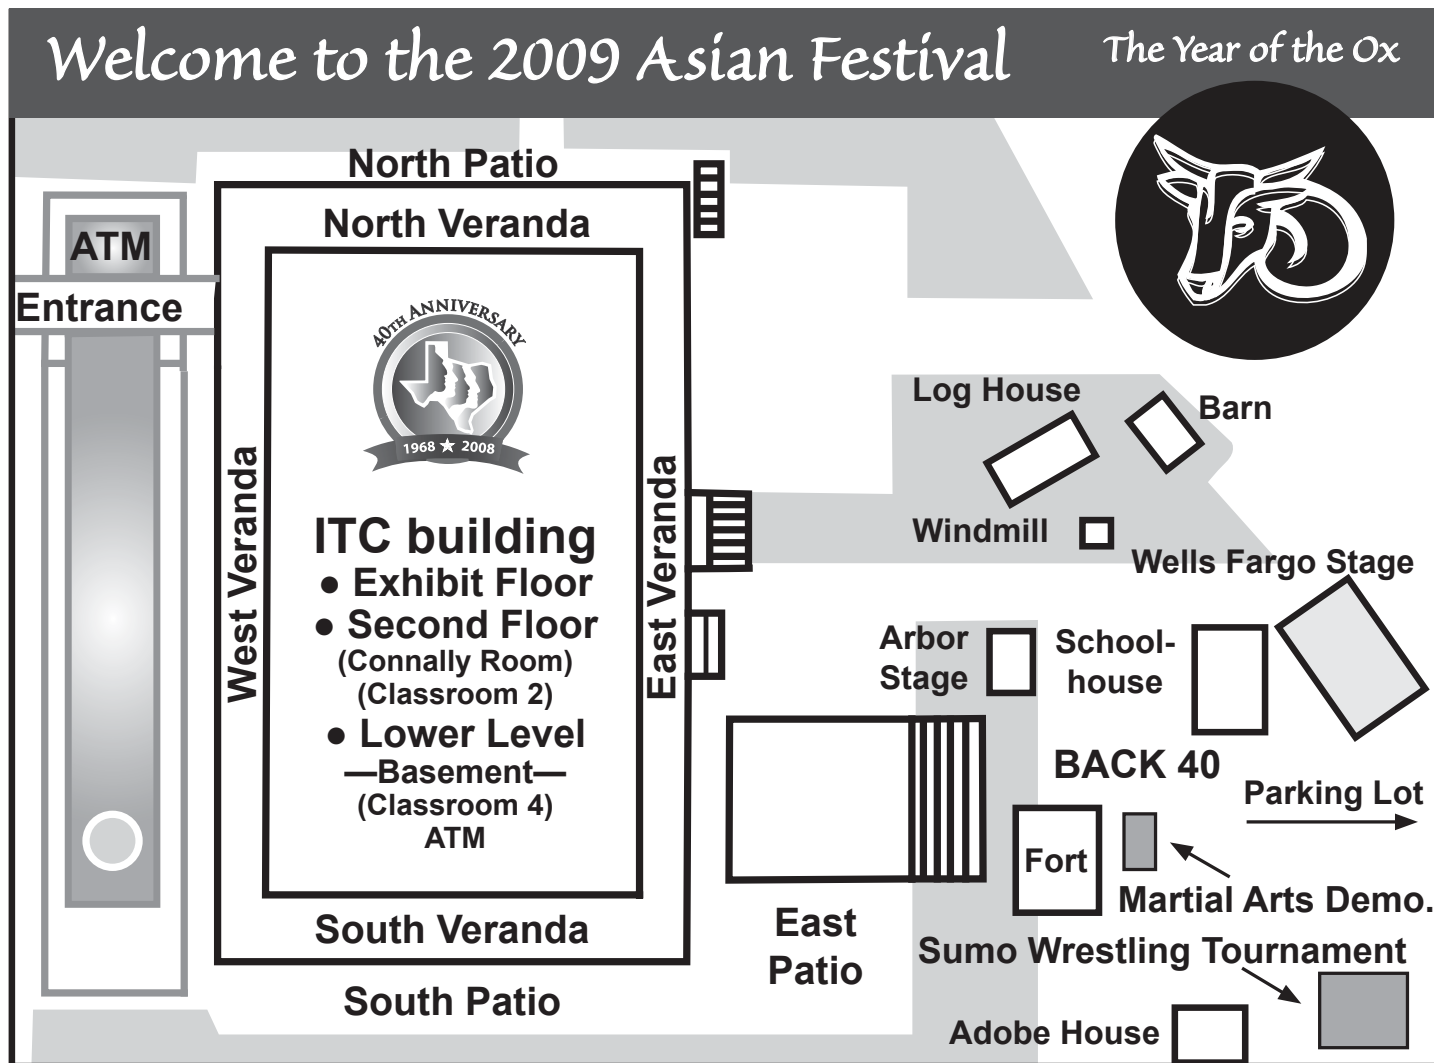 Welcome to the 2009 Asian Festival
The Year of the Ox
North Patio
North Veranda
ATM
Entrance
40TH ANNIVERSARY
1968 ★ 2008
West Veranda
East Veranda
ITC building
• Exhibit Floor
• Second Floor
(Connally Room)
(Classroom 2)
• Lower Level
—Basement—
(Classroom 4)
ATM
South Veranda
South Patio
Log House
Barn
Windmill
Wells Fargo Stage
Arbor
Stage
School-
house
BACK 40
Parking Lot
Fort
Martial Arts Demo.
East
Patio
Sumo Wrestling Tournament
Adobe House